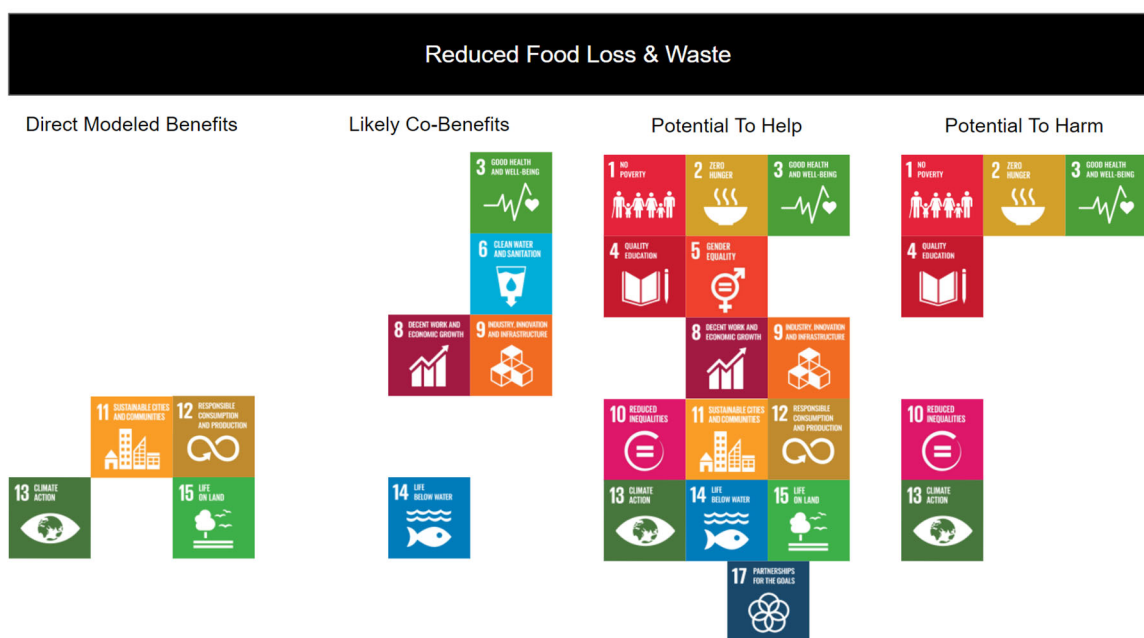 Reduced Food Loss & Waste
Direct Modeled Benefits
Likely Co-Benefits
Potential To Help
Potential To Harm
11 SUSTAINABLE CITIES
AND COMMUNITIES
12 RESPONSIBLE
CONSUMPTION
AND PRODUCTION
13 CLIMATE
ACTION
15 LIFE
ON LAND
3 GOOD HEALTH
AND WELL-BEING
6 CLEAN WATER
AND SANITATION
8 DECENT WORK AND
ECONOMIC GROWTH
9 INDUSTRY, INNOVATION
AND INFRASTRUCTURE
14 LIFE
BELOW WATER
1 NO
POVERTY
2 ZERO
HUNGER
3 GOOD HEALTH
AND WELL-BEING
4 QUALITY
EDUCATION
5 GENDER
EQUALITY
8 DECENT WORK AND
ECONOMIC GROWTH
9 INDUSTRY, INNOVATION
AND INFRASTRUCTURE
10 REDUCED
INEQUALITIES
11 SUSTAINABLE CITIES
AND COMMUNITIES
12 RESPONSIBLE
CONSUMPTION
AND PRODUCTION
13 CLIMATE
ACTION
14 LIFE
BELOW WATER
15 LIFE
ON LAND
17 PARTNERSHIPS
FOR THE GOALS
1 NO
POVERTY
2 ZERO
HUNGER
3 GOOD HEALTH
AND WELL-BEING
4 QUALITY
EDUCATION
10 REDUCED
INEQUALITIES
13 CLIMATE
ACTION